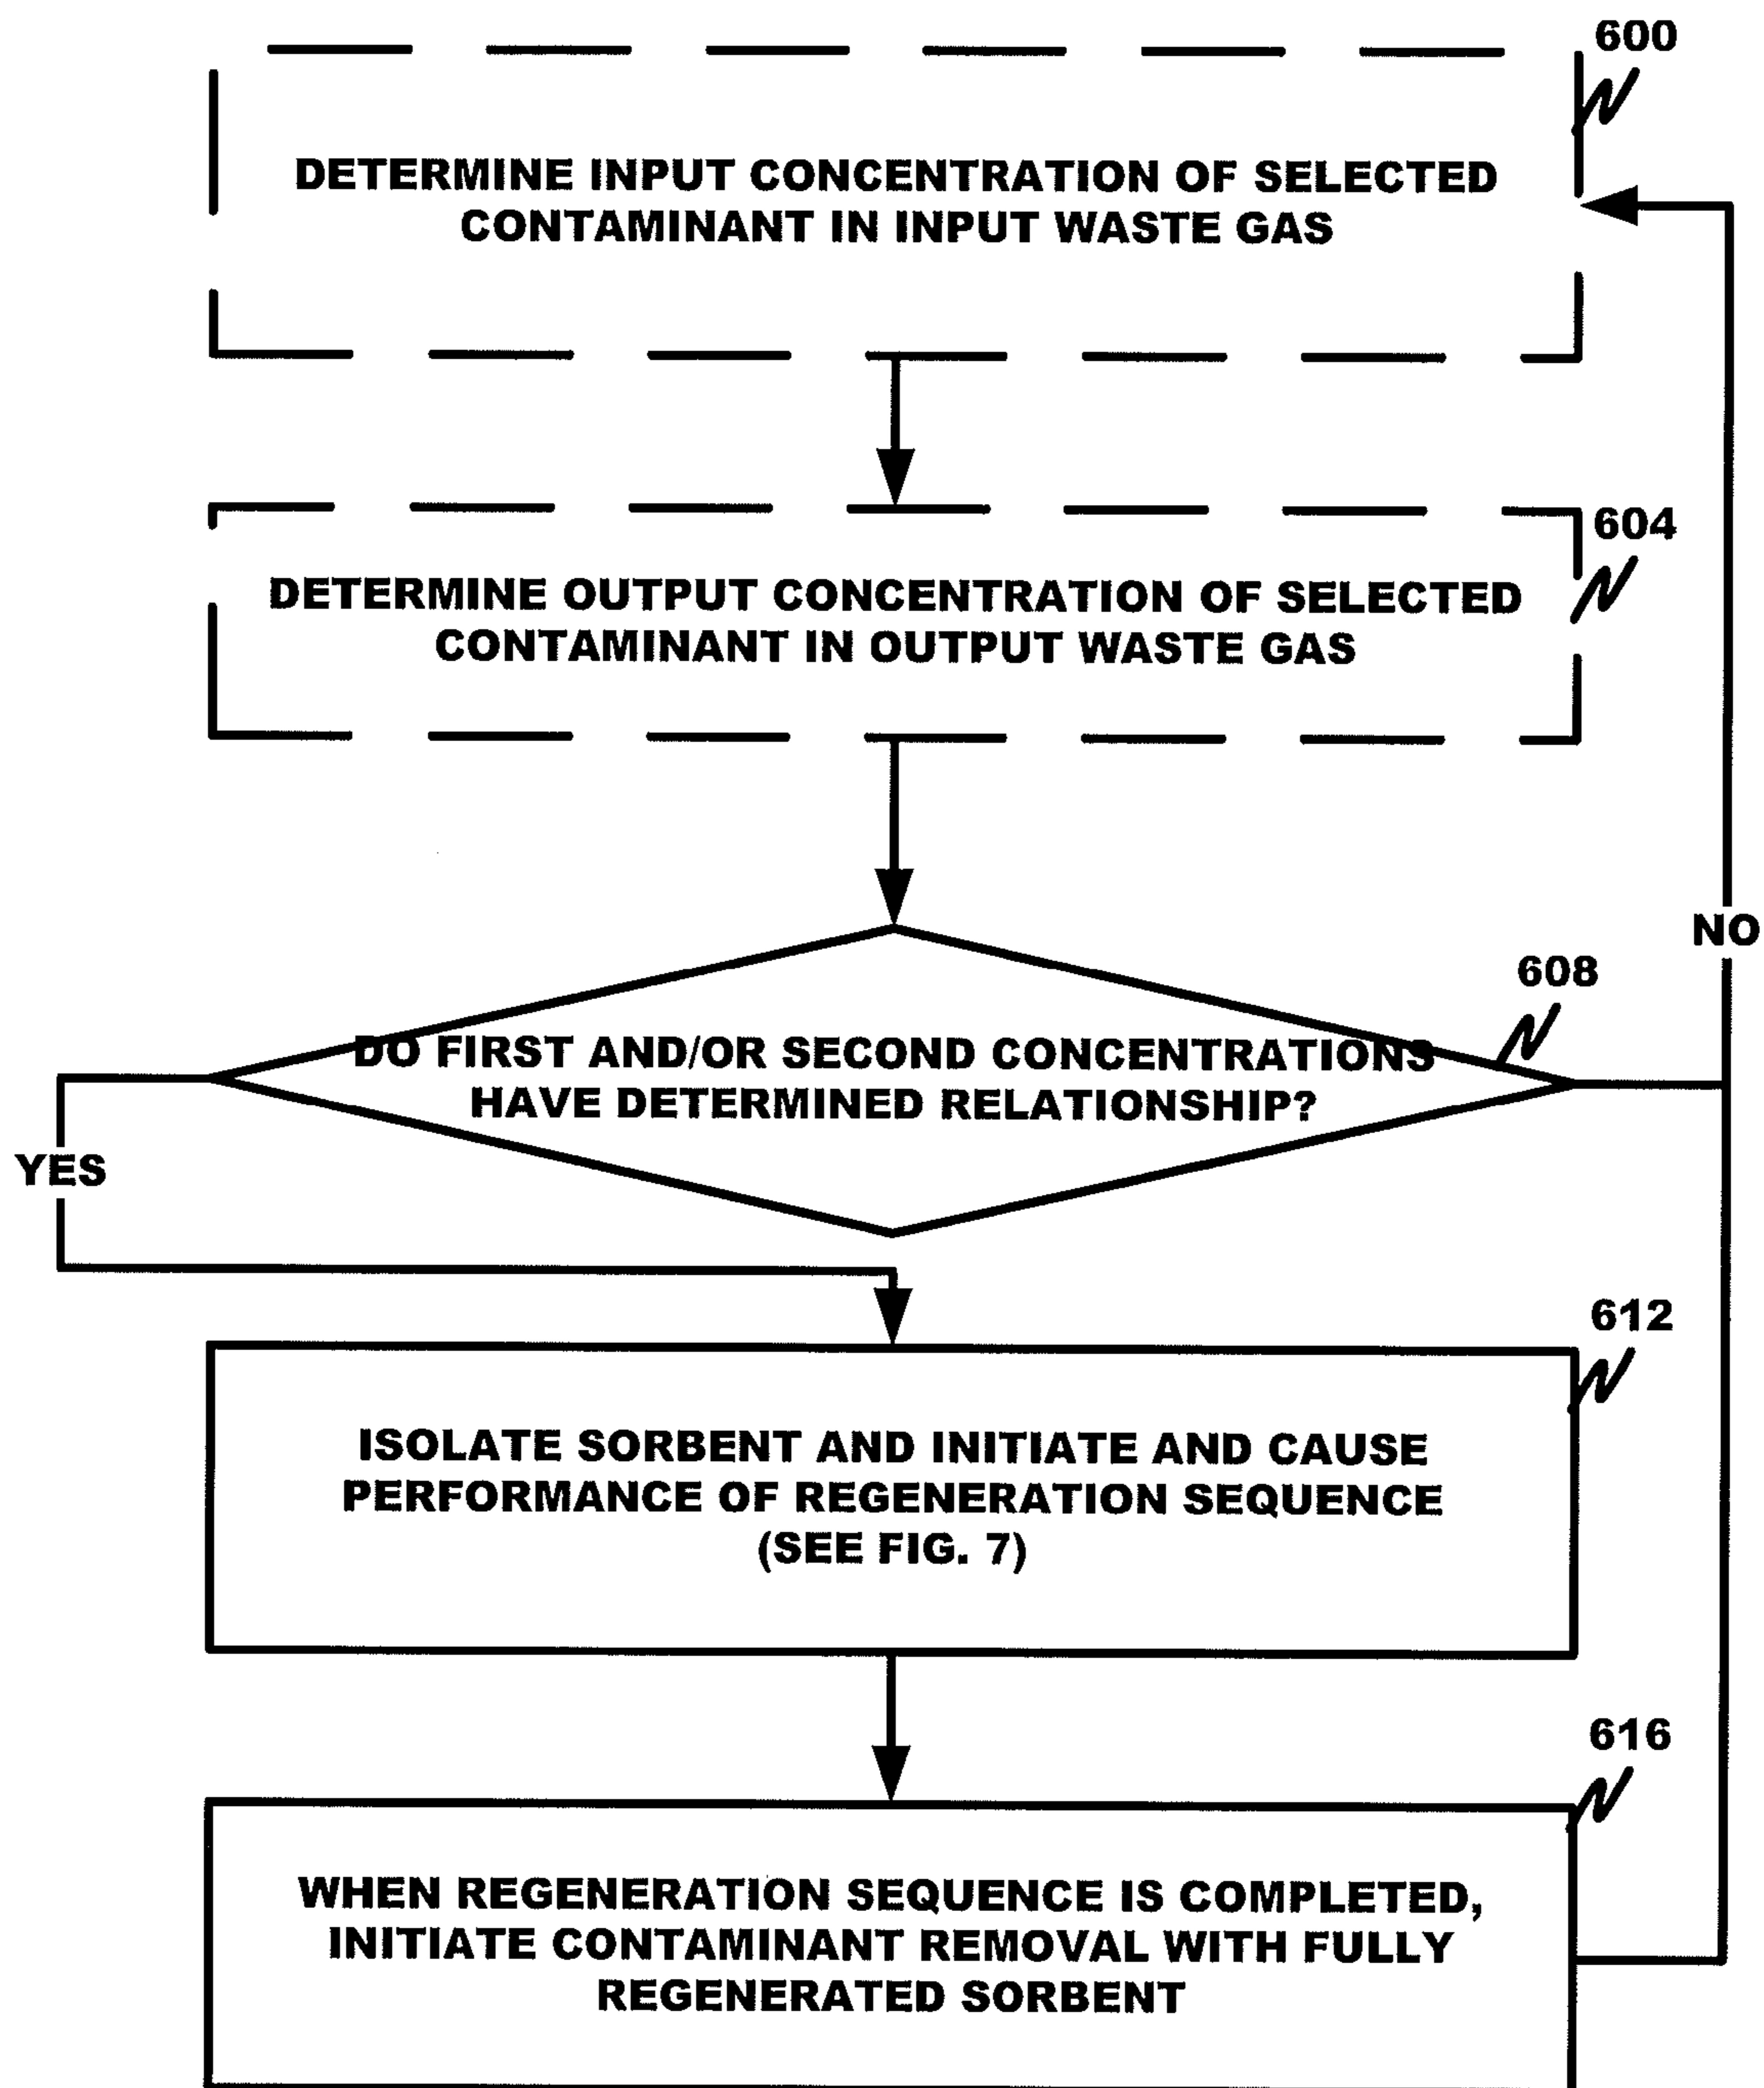 600
DETERMINE INPUT CONCENTRATION OF SELECTED
CONTAMINANT IN INPUT WASTE GAS
604
DETERMINE OUTPUT CONCENTRATION OF SELECTED
CONTAMINANT IN OUTPUT WASTE GAS
NO
608
DO FIRST AND/OR SECOND CONCENTRATIONS
HAVE DETERMINED RELATIONSHIP?
YES
612
ISOLATE SORBENT AND INITIATE AND CAUSE
PERFORMANCE OF REGENERATION SEQUENCE
(SEE FIG. 7)
616
WHEN REGENERATION SEQUENCE IS COMPLETED,
INITIATE CONTAMINANT REMOVAL WITH FULLY
REGENERATED SORBENT